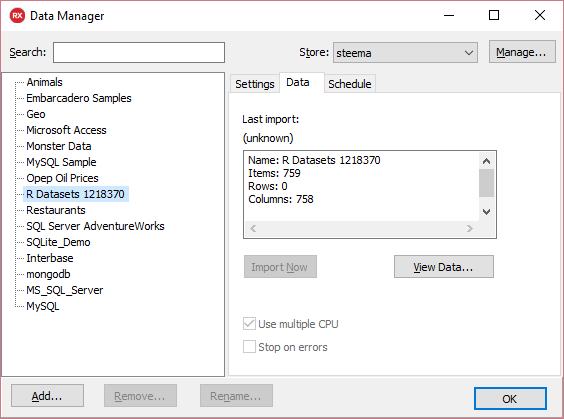 RX Data Manager
Search: Store: steema Manage...
Animals
Embarcadero Samples
Geo
Microsoft Access
Monster Data
MySQL Sample
Opep Oil Prices
R Datasets 1218370
Restaurants
SQL Server AdventureWorks
SQLite_Demo
Interbase
mongodb
MS_SQL_Server
MySQL
Settings Data Schedule
Last import:
(unknown)
Name: R Datasets 1218370
Items: 759
Rows: 0
Columns: 758
Import Now View Data...
Use multiple CPU
Stop on errors
Add... Remove... Rename... OK